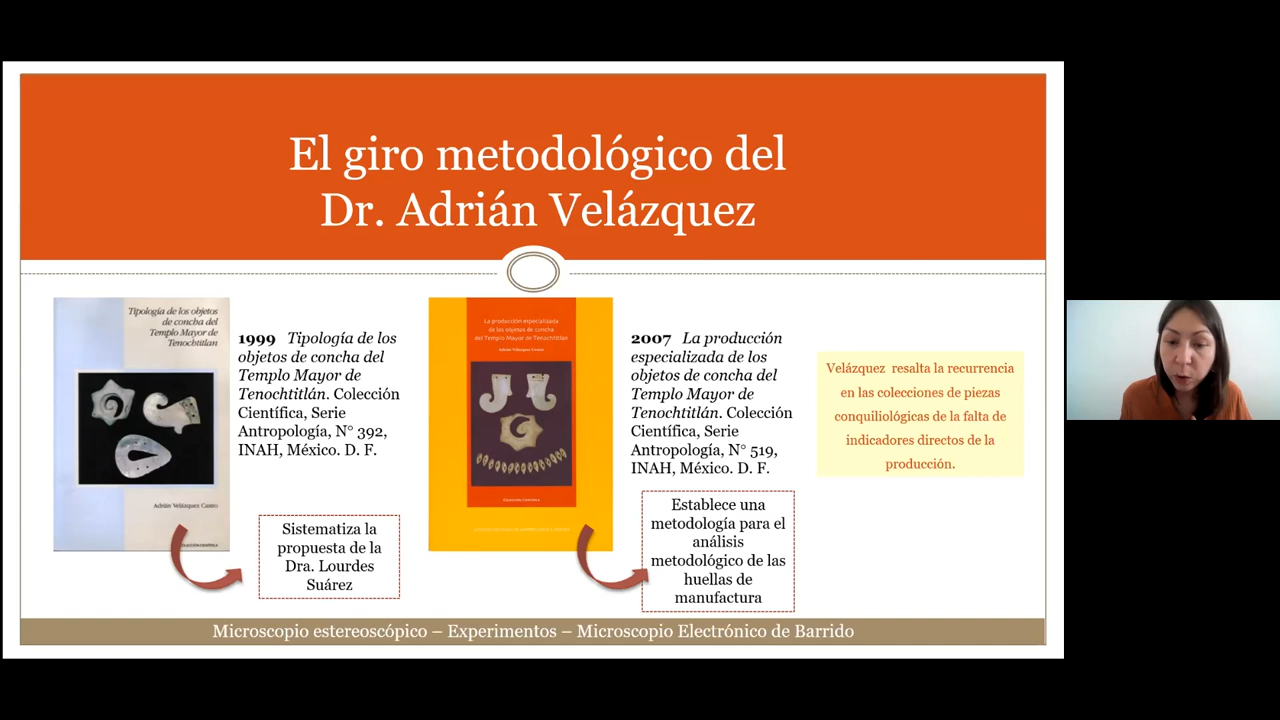 El giro metodológico del
Dr. Adrián Velázquez
Tipología de los objetos
de concha del
Templo Mayor de
Tenochtitlan
Adrián Velázquez Castro
COLECCIÓN CIENTÍFICA
1999 Tipología de los
objetos de concha del
Templo Mayor de
Tenochtitlán. Colección
Científica, Serie
Antropología, N° 392,
INAH, México. D. F.
Sistematiza la
propuesta de la
Dra. Lourdes
Suárez
La producción especializada
de los objetos de concha
del Templo Mayor de Tenochtitlan
Adrián Velázquez Castro
COLECCIÓN CIENTÍFICA
2007 La producción
especializada de los
objetos de concha del
Templo Mayor de
Tenochtitlán. Colección
Científica, Serie
Antropología, N° 519,
INAH, México. D. F.
Establece una
metodología para el
análisis
metodológico de las
huellas de
manufactura
Velázquez resalta la recurrencia
en las colecciones de piezas
conquiliológicas de la falta de
indicadores directos de la
producción.
Microscopio estereoscópico – Experimentos – Microscopio Electrónico de Barrido